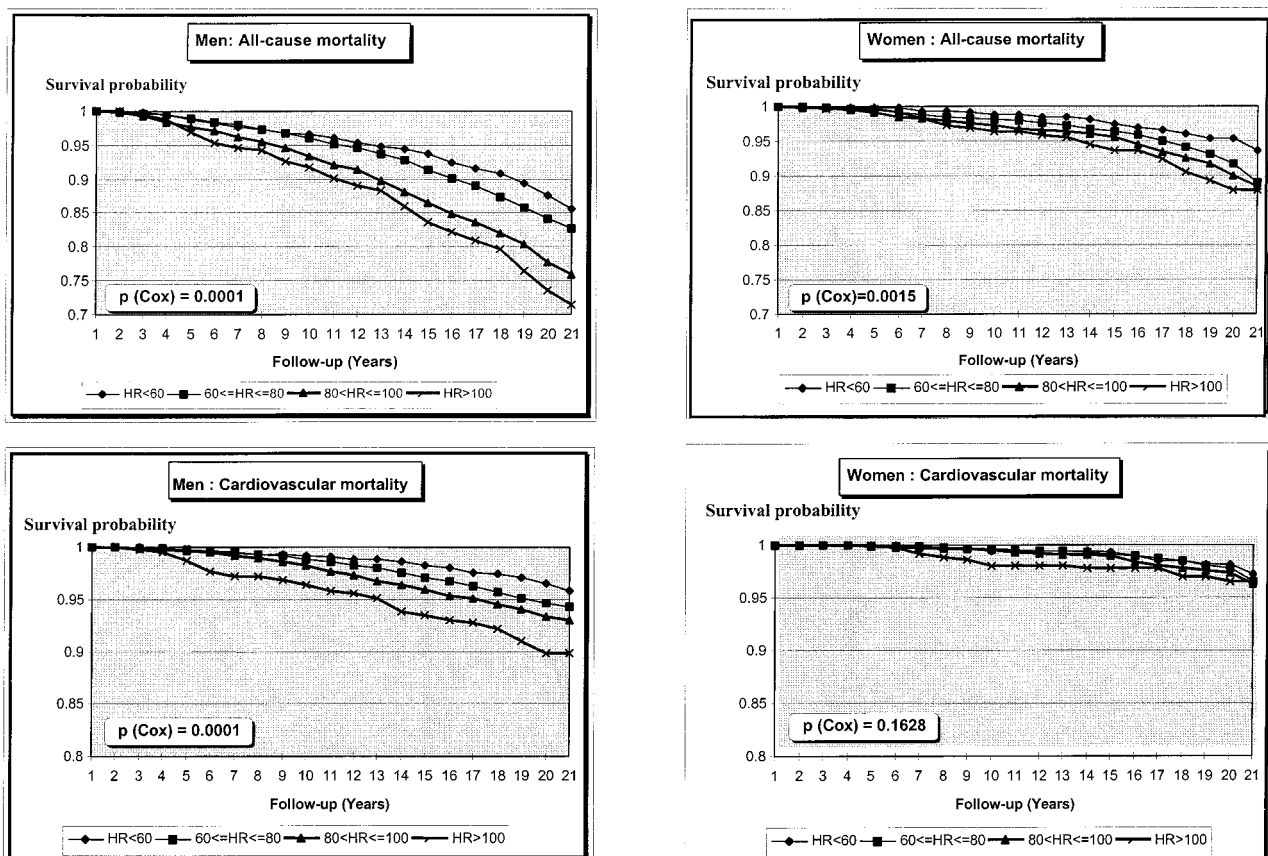 Men: All-cause mortality
Survival probability
1
0.95
0.9
0.85
0.8
0.75
0.7
p (Cox) = 0.0001
1 2 3 4 5 6 7 8 9 10 11 12 13 14 15 16 17 18 19 20 21
Follow-up (Years)
HR<60 60<=HR<=80 80<HR<=100 HR>100
Women : All-cause mortality
Survival probability
1
0.95
0.9
0.85
0.8
0.75
0.7
p (Cox)=0.0015
1 2 3 4 5 6 7 8 9 10 11 12 13 14 15 16 17 18 19 20 21
Follow-up (Years)
HR<60 60<=HR<=80 80<HR<=100 HR>100
Men : Cardiovascular mortality
Survival probability
1
0.95
0.9
0.85
0.8
p (Cox) = 0.0001
1 2 3 4 5 6 7 8 9 10 11 12 13 14 15 16 17 18 19 20 21
Follow-up (Years)
HR<60 60<=HR<=80 80<HR<=100 HR>100
Women : Cardiovascular mortality
Survival probability
1
0.95
0.9
0.85
0.8
p (Cox) = 0.1628
1 2 3 4 5 6 7 8 9 10 11 12 13 14 15 16 17 18 19 20 21
Follow-up (Years)
HR<60 60<=HR<=80 80<HR<=100 HR>100